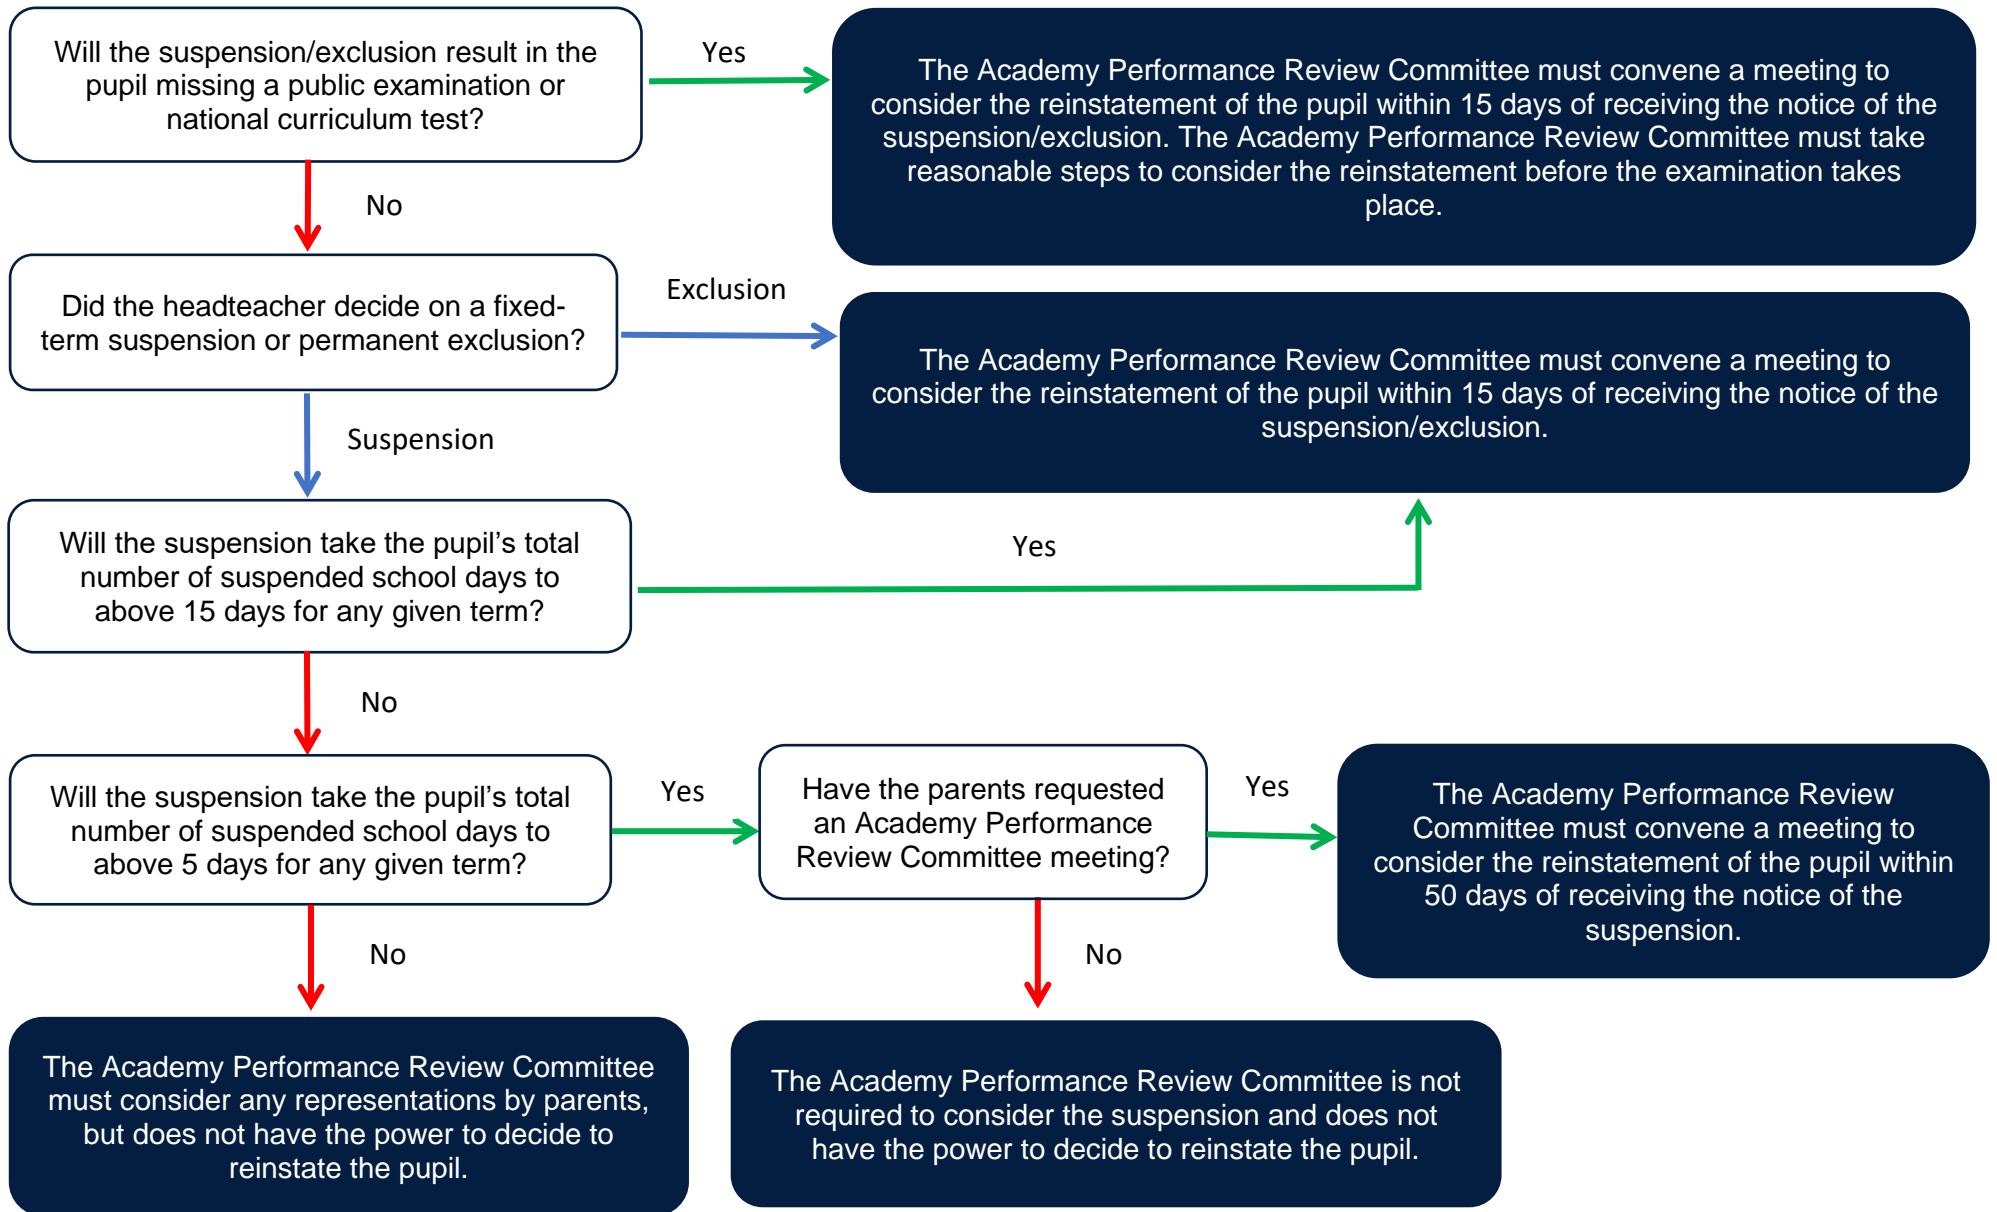 Will the suspension/exclusion result in the
pupil missing a public examination or
national curriculum test?
Yes
The Academy Performance Review Committee must convene a meeting to
consider the reinstatement of the pupil within 15 days of receiving the notice of the
suspension/exclusion. The Academy Performance Review Committee must take
reasonable steps to consider the reinstatement before the examination takes
place.
No
Did the headteacher decide on a fixed-
term suspension or permanent exclusion?
Exclusion
The Academy Performance Review Committee must convene a meeting to
consider the reinstatement of the pupil within 15 days of receiving the notice of the
suspension/exclusion.
Suspension
Will the suspension take the pupil’s total
number of suspended school days to
above 15 days for any given term?
Yes
No
Will the suspension take the pupil’s total
number of suspended school days to
above 5 days for any given term?
Yes
Have the parents requested
an Academy Performance
Review Committee meeting?
Yes
The Academy Performance Review
Committee must convene a meeting to
consider the reinstatement of the pupil within
50 days of receiving the notice of the
suspension.
No
No
The Academy Performance Review Committee
must consider any representations by parents,
but does not have the power to decide to
reinstate the pupil.
The Academy Performance Review Committee is not
required to consider the suspension and does not
have the power to decide to reinstate the pupil.